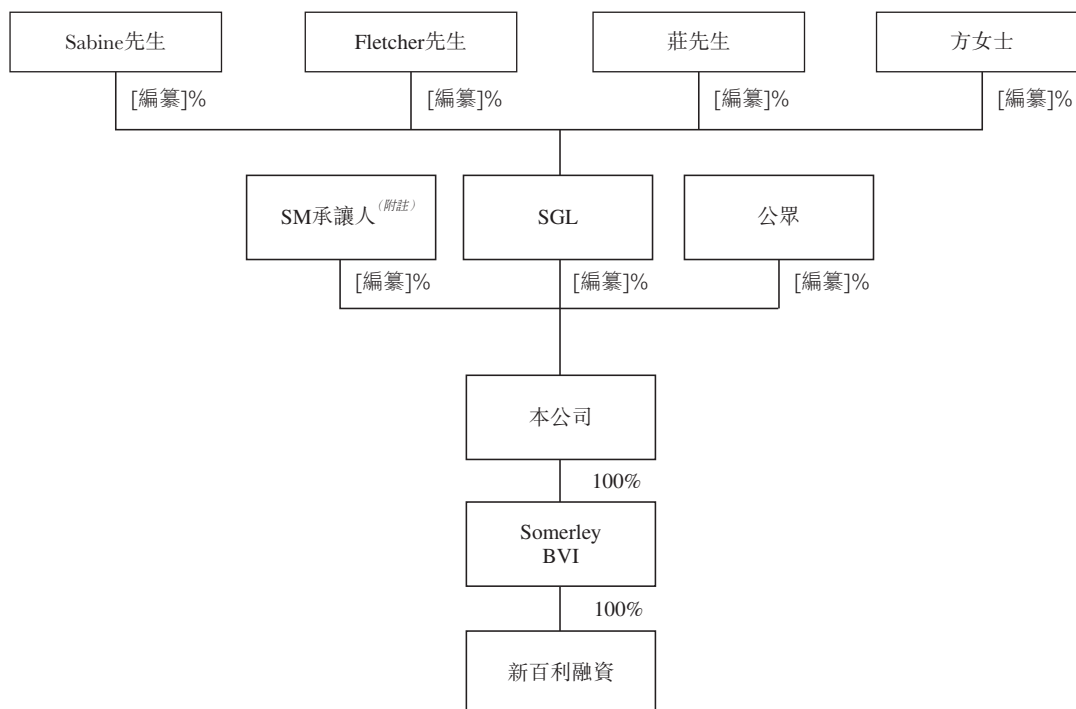 Sabine先生
Fletcher先生
莊先生
方女士
[編纂]%
[編纂]%
[編纂]%
[編纂]%
SM承讓人(附註)
SGL
公眾
[編纂]%
[編纂]%
[編纂]%
本公司
100%
Somerley
BVI
100%
新百利融資